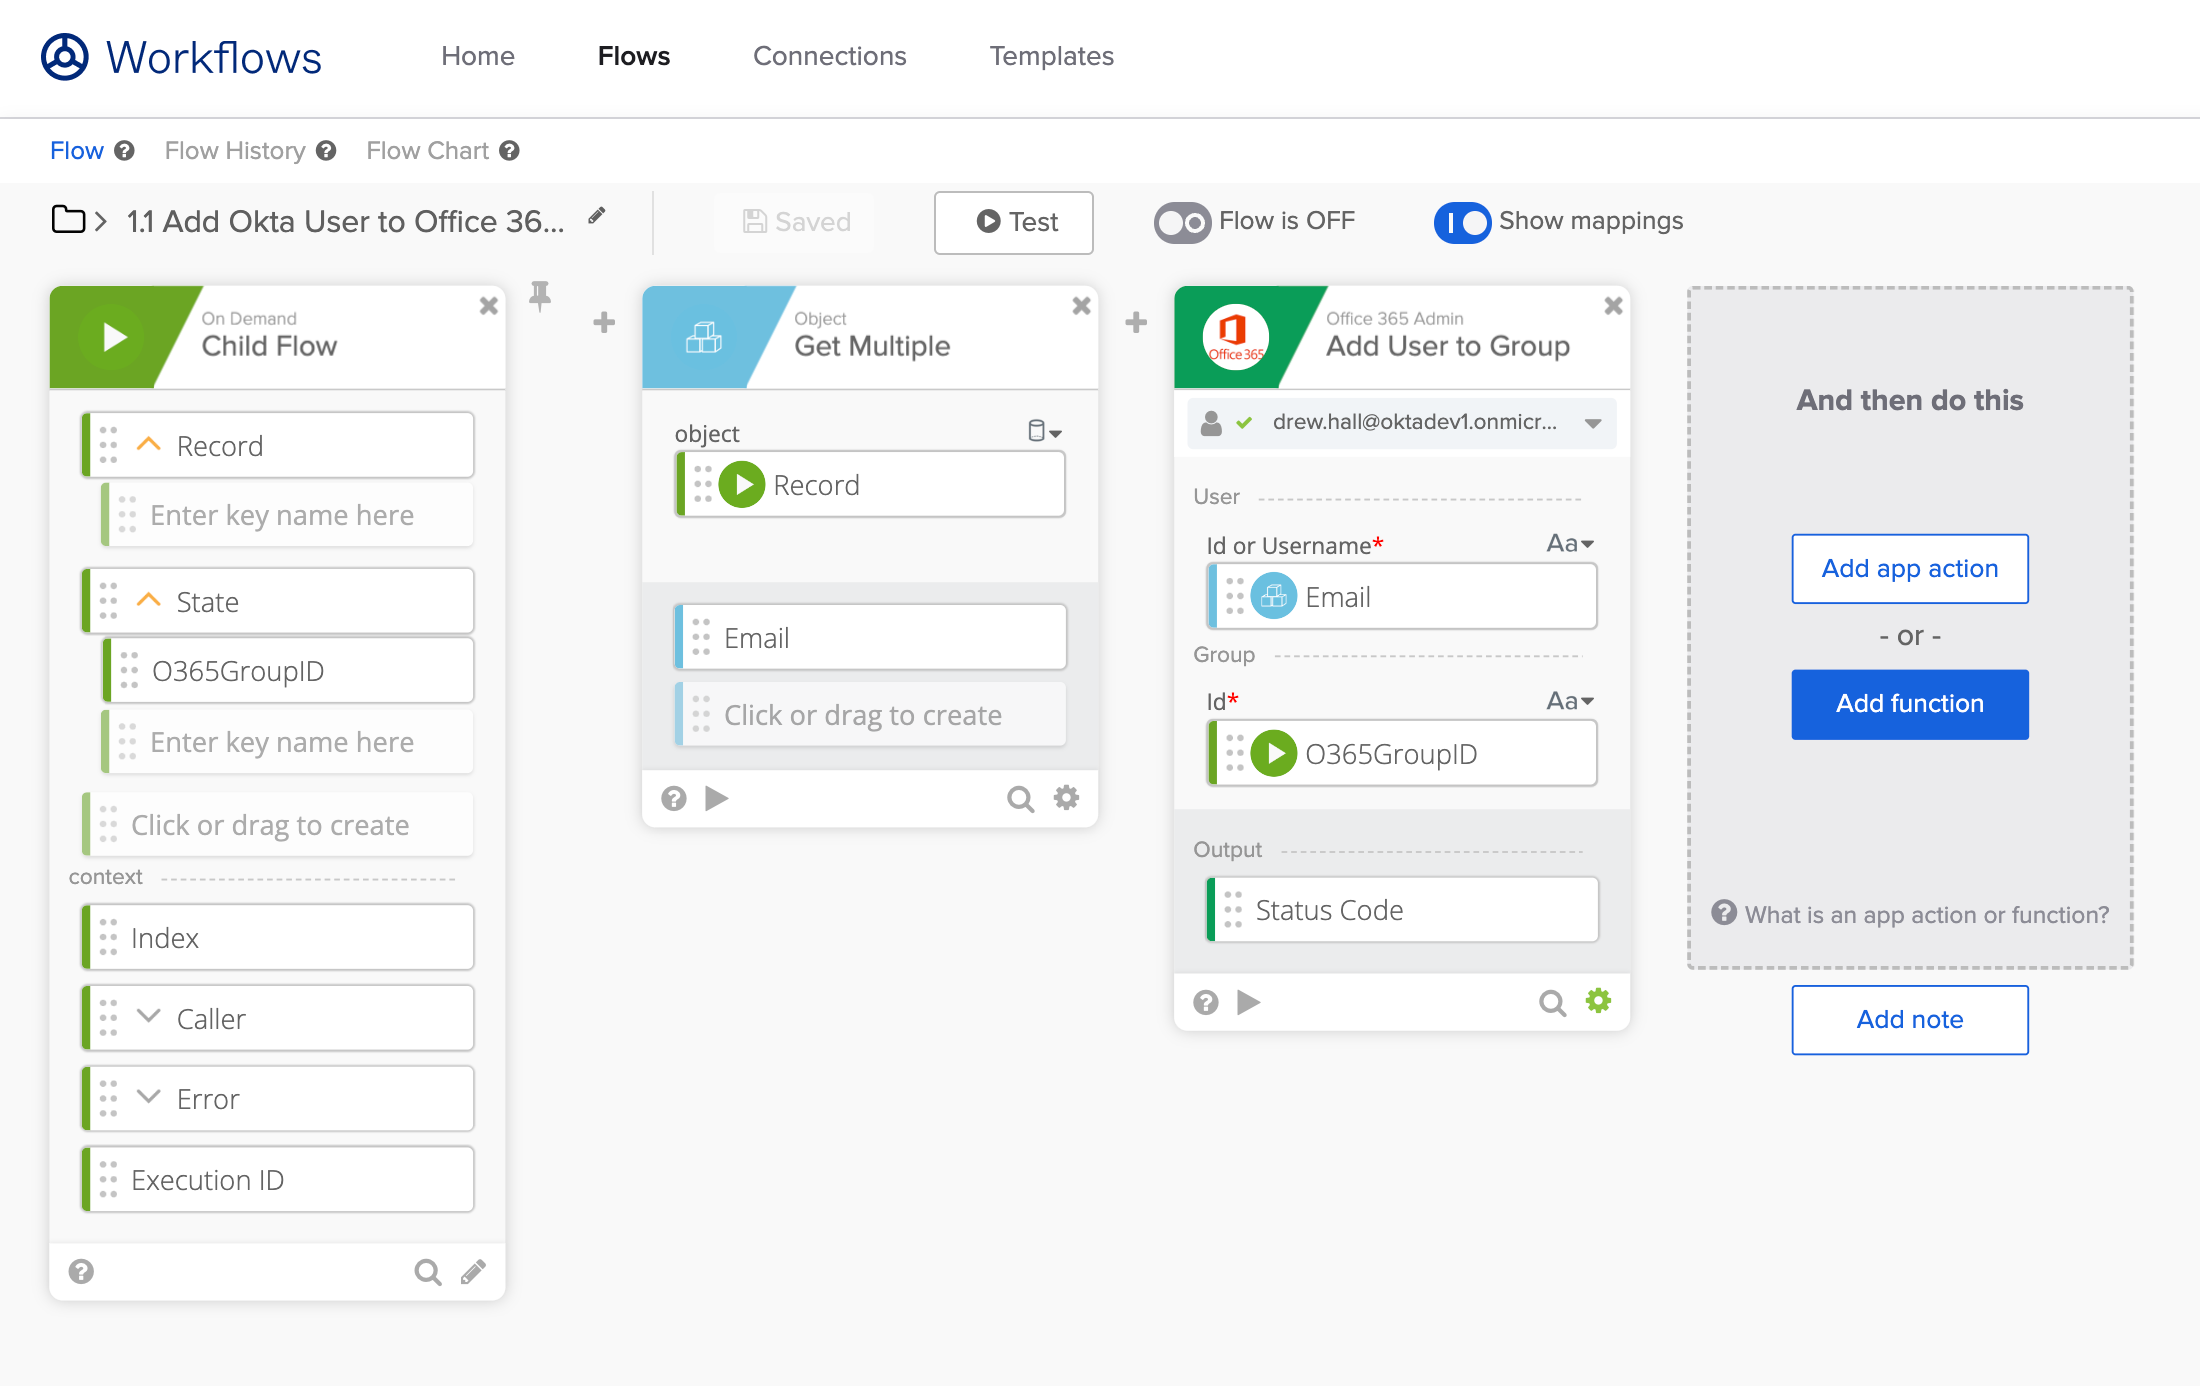 Workflows
Home
Flows
Connections
Templates
Flow
Flow History
Flow Chart
1.1 Add Okta User to Office 36...
Saved
Test
Flow is OFF
Show mappings
On Demand
Child Flow
Record
Enter key name here
State
O365GroupID
Enter key name here
Click or drag to create
context
Index
Caller
Error
Execution ID
Object
Get Multiple
object
Record
Email
Click or drag to create
Office 365
Office 365 Admin
Add User to Group
drew.hall@oktadev1.onmicr...
User
Id or Username*
Aa
Email
Group
Id*
Aa
O365GroupID
Output
Status Code
And then do this
Add app action
- or -
Add function
What is an app action or function?
Add note